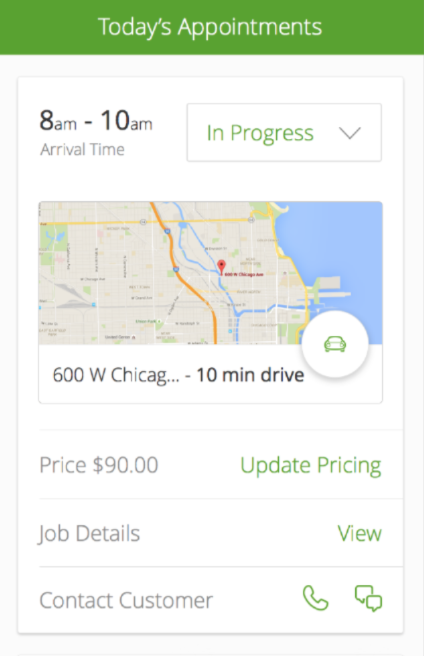 Today's Appointments
8am - 10am
Arrival Time
In Progress
600 W Chicago Ave
600 W Chicag... - 10 min drive
Price $90.00
Update Pricing
Job Details
View
Contact Customer